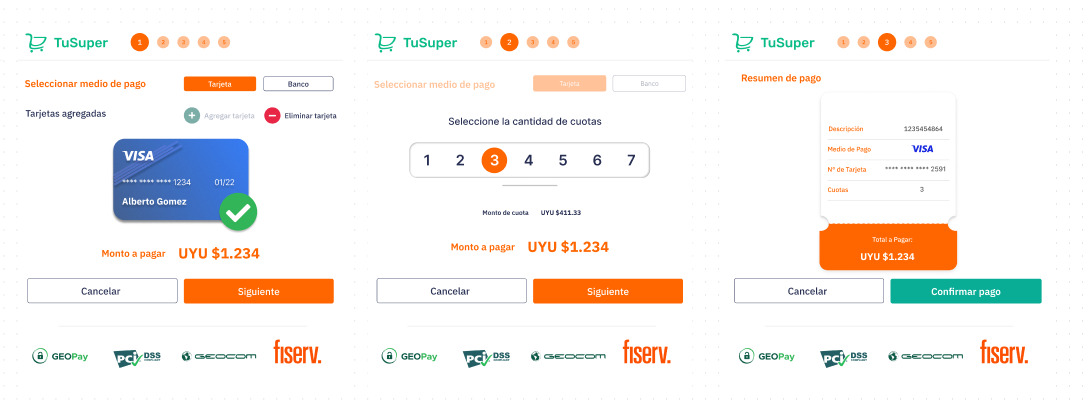 TuSuper
1 2 3 4 5
Seleccionar medio de pago
Tarjeta
Banco
Tarjetas agregadas
Agregar tarjeta
Eliminar tarjeta
VISA
**** **** **** 1234
01/22
Alberto Gomez
Monto a pagar
UYU $1.234
Cancelar
Siguiente
GEOPay
PCI DSS
COMPLIANT
GEOCOM
fiserv.
TuSuper
1 2 3 4 5
Seleccionar medio de pago
Tarjeta
Banco
Seleccione la cantidad de cuotas
1 2 3 4 5 6 7
Monto de cuota
UYU $411.33
Monto a pagar
UYU $1.234
Cancelar
Siguiente
GEOPay
PCI DSS
COMPLIANT
GEOCOM
fiserv.
TuSuper
1 2 3 4 5
Resumen de pago
Descripción 1235454864
Medio de Pago VISA
Nº de Tarjeta **** **** **** 2591
Cuotas 3
Total a Pagar:
UYU $1.234
Cancelar
Confirmar pago
GEOPay
PCI DSS
COMPLIANT
GEOCOM
fiserv.